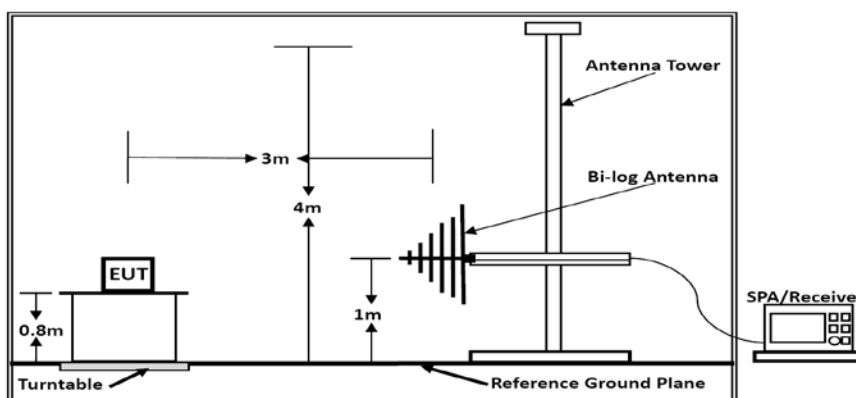 Antenna Tower
3m
Bi-log Antenna
4m
EUT
SPA/Receive
0.8m
1m
Turntable
Reference Ground Plane